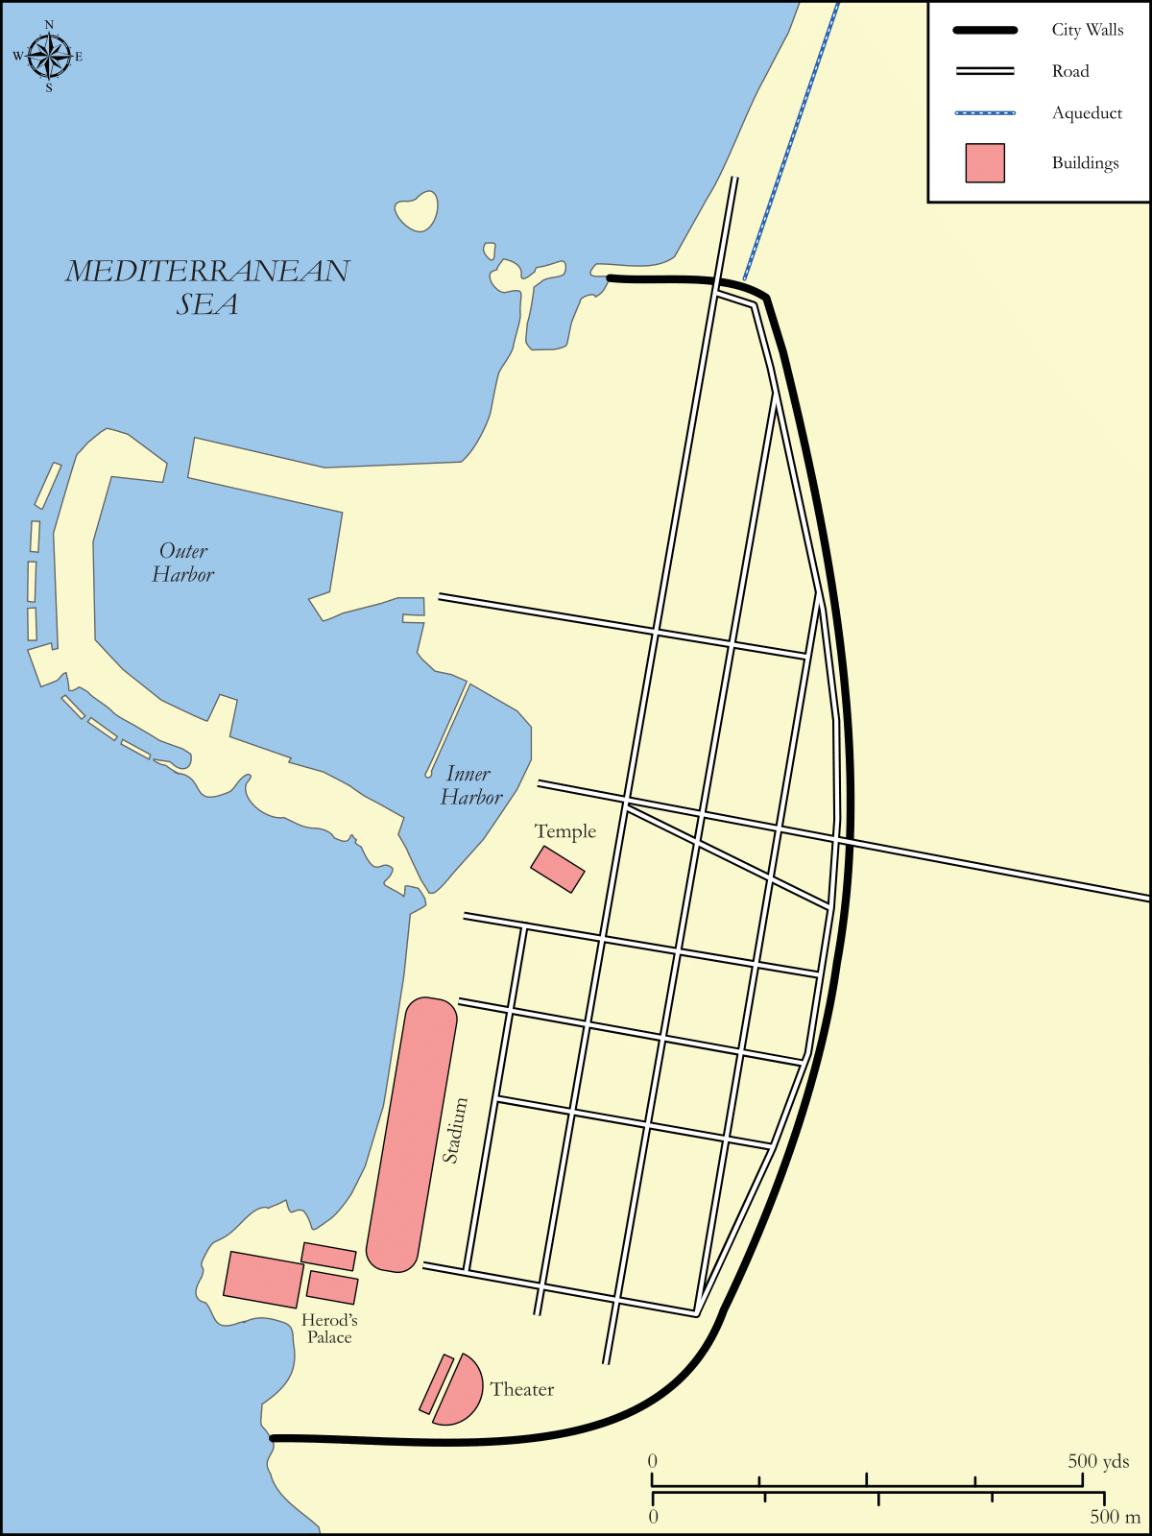 N
W E
S
City Walls
Road
Aqueduct
Buildings
MEDITERRANEAN
SEA
Outer
Harbor
Inner
Harbor
Temple
Stadium
Herod's
Palace
Theater
0 500 yds
0 500 m